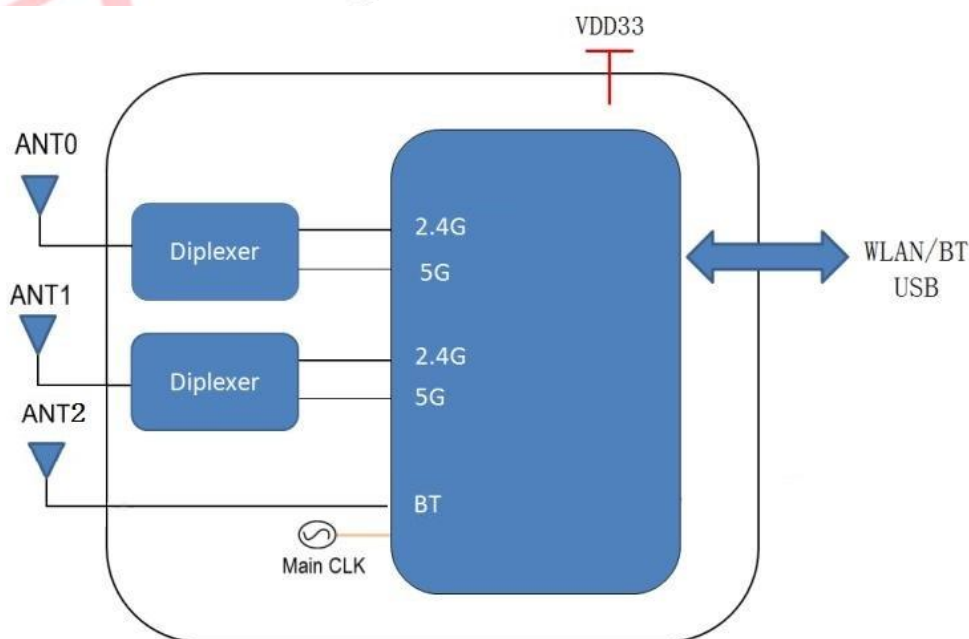 VDD33
ANT0
Diplexer
2.4G
5G
WLAN/BT
USB
ANT1
Diplexer
2.4G
5G
ANT2
BT
Main CLK